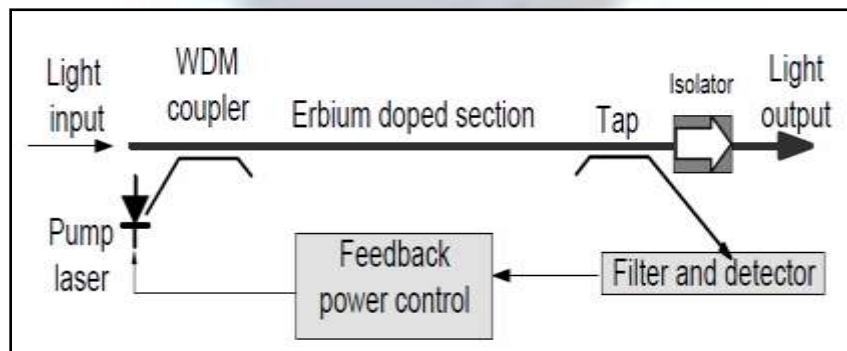 Light
input
WDM
coupler
Erbium doped section
Tap
Isolator
Light
output
Pump
laser
Feedback
power control
Filter and detector